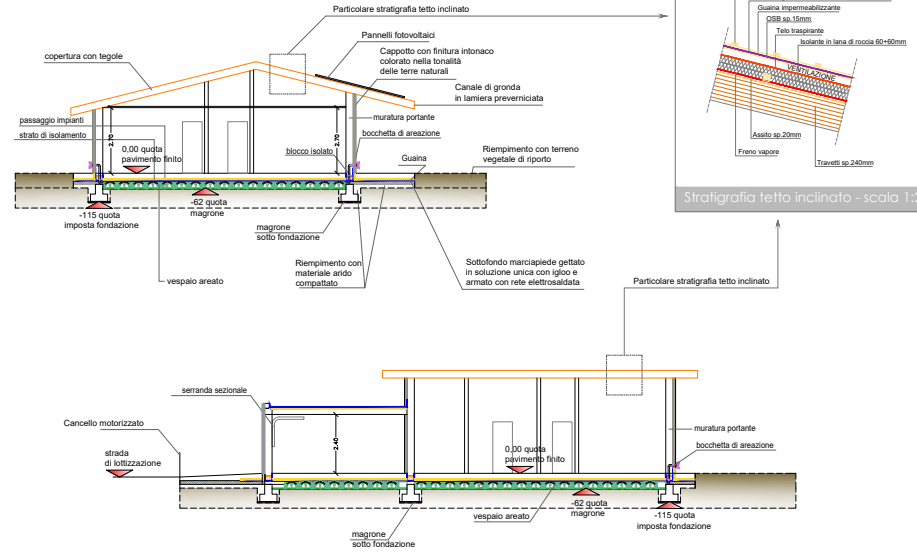 Particolare stratigrafia tetto inclinato
Pannelli fotovoltaici
copertura con tegole
Cappotto con finitura intonaco
colorato nella tonalità
delle terre naturali
Canale di gronda
in lamiera preverniciata
passaggio impianti
strato di isolamento
muratura portante
bocchetta di areazione
2.70
2.70
0,00 quota
pavimento finito
blocco isolato
Guaina
Riempimento con terreno
vegetale di riporto
-115 quota
imposta fondazione
-62 quota
magrone
magrone
sotto fondazione
vespaio areato
Riempimento con
materiale arido
compattato
Sottofondo marciapiede gettato
in soluzione unica con igloo e
armato con rete elettrosaldata
Guaina impermeabilizzante
OSB sp.15mm
Telo traspirante
Isolante in lana di roccia 60+60mm
VENTILAZIONE
Assito sp.20mm
Freno vapore
Travetti sp.240mm
Stratigrafia tetto inclinato - scala 1:2
Particolare stratigrafia tetto inclinato
serranda sezionale
Cancello motorizzato
strada
di lottizzazione
2.40
0,00 quota
pavimento finito
muratura portante
bocchetta di areazione
vespaio areato
-62 quota
magrone
-115 quota
imposta fondazione
magrone
sotto fondazione